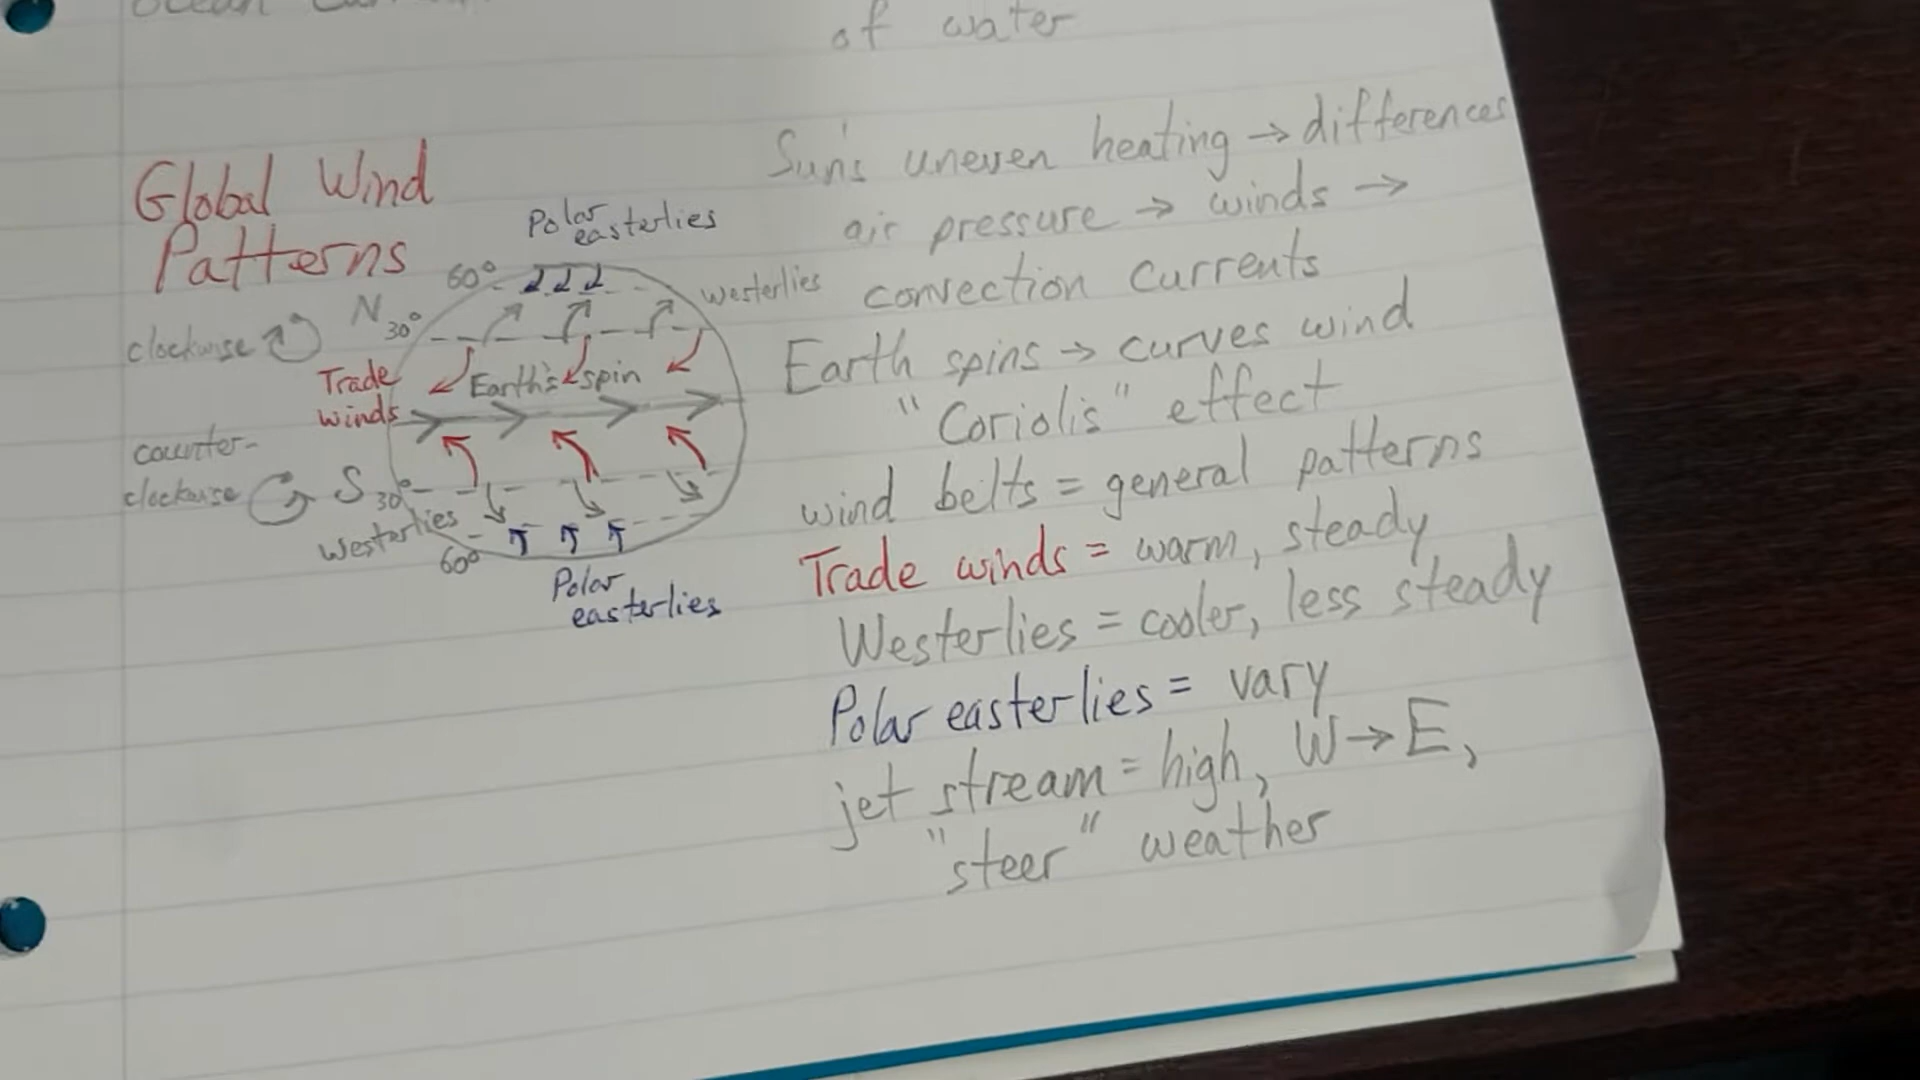 of water
Global Wind
Patterns
Polar
easterlies
60°
westerlies
N 30°
clockwise
Trade
winds
Earth's spin
counter-
clockwise
S 30°
Westerlies
60°
Polar
easterlies
Sun's uneven heating → differences
air pressure → winds →
convection currents
Earth spins → curves wind
"Coriolis" effect
wind belts = general patterns
Trade winds = warm, steady
Westerlies = cooler, less steady
Polar easterlies = vary
jet stream = high, W → E,
"steer" weather